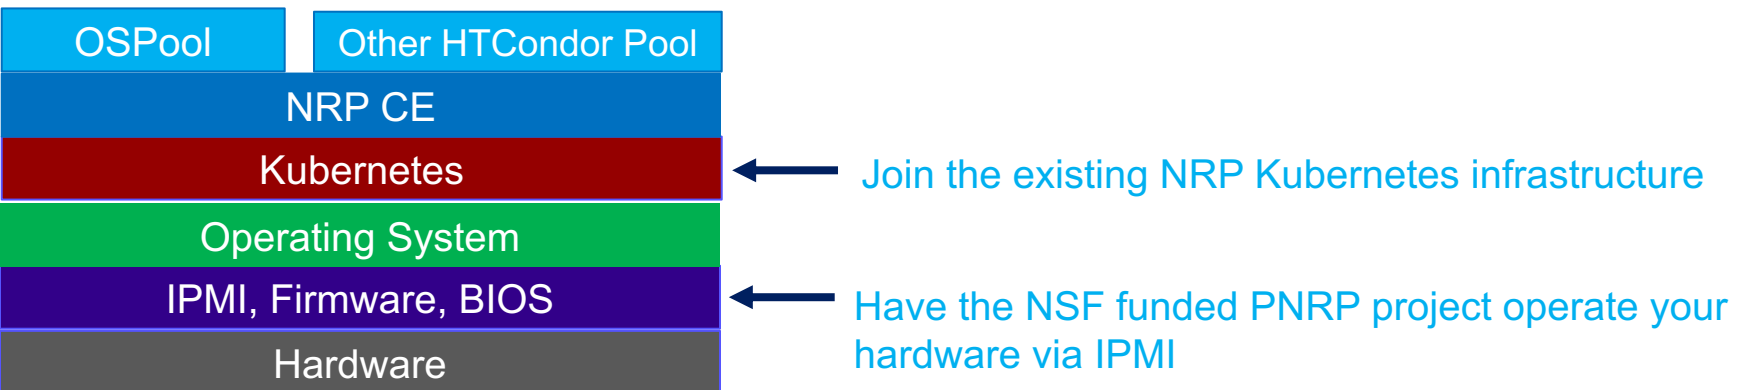 OSPool
Other HTCondor Pool
NRP CE
Kubernetes
Join the existing NRP Kubernetes infrastructure
Operating System
IPMI, Firmware, BIOS
Have the NSF funded PNRP project operate your
hardware via IPMI
Hardware